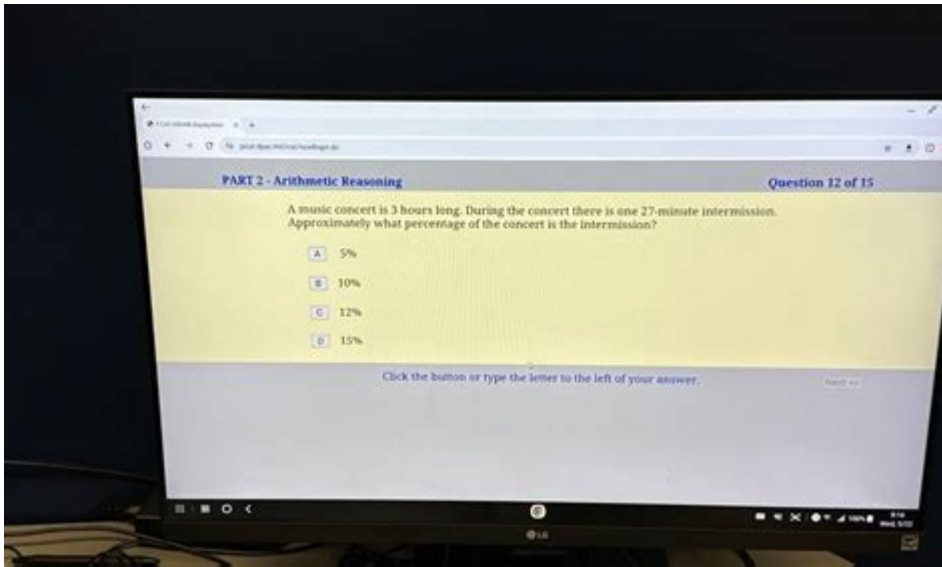 PART 2 - Arithmetic Reasoning
Question 12 of 15
A music concert is 3 hours long. During the concert there is one 27-minute intermission.
Approximately what percentage of the concert is the intermission?
A 5%
B 10%
C 12%
D 15%
Click the button or type the letter to the left of your answer.
Next >>
100%
LG